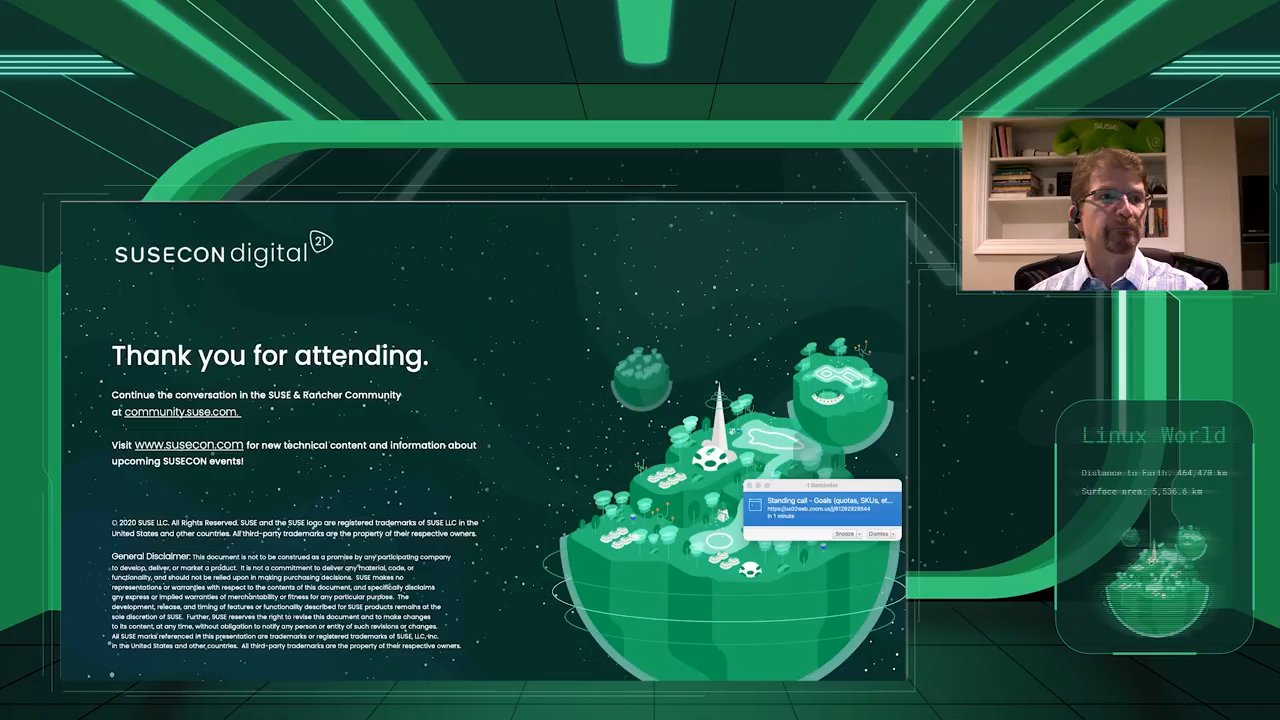 SUSE
SUSECON digital 21
Thank you for attending.
Continue the conversation in the SUSE & Rancher Community
at community.suse.com.
Visit www.susecon.com for new technical content and information about
upcoming SUSECON events!
© 2020 SUSE LLC. All Rights Reserved. SUSE and the SUSE logo are registered trademarks of SUSE LLC in the
United States and other countries. All third-party trademarks are the property of their respective owners.
General Disclaimer: This document is not to be construed as a promise by any participating company
to develop, deliver, or market a product. It is not a commitment to deliver any material, code, or
functionality, and should not be relied upon in making purchasing decisions. SUSE makes no
representations or warranties with respect to the contents of this document, and specifically disclaims
any express or implied warranties of merchantability or fitness for any particular purpose. The
development, release, and timing of features or functionality described for SUSE products remains at the
sole discretion of SUSE. Further, SUSE reserves the right to revise this document and to make changes
to its content, at any time, without obligation to notify any person or entity of such revisions or changes.
All SUSE marks referenced in this presentation are trademarks or registered trademarks of SUSE, LLC, Inc.
in the United States and other countries. All third-party trademarks are the property of their respective owners.
1 Reminder
Standing call - Goals (quotas, SKUs, et...
in 1 minute
Snooze
Dismiss
Linux World
Distance to Earth: 464,478 km
Surface area: 5,536.6 km